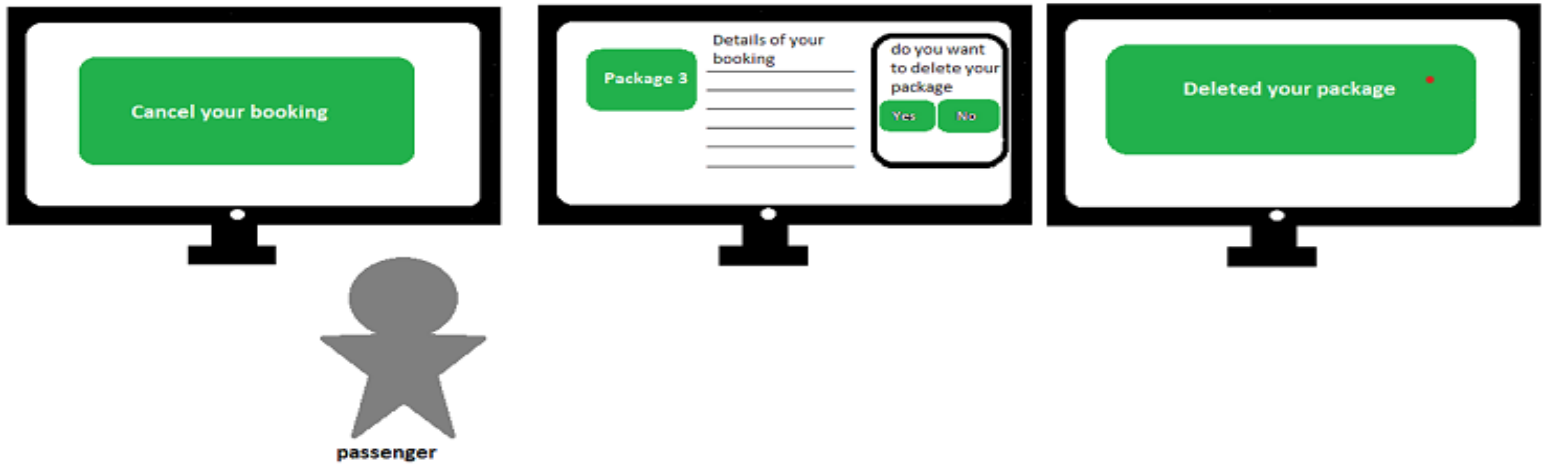 Cancel your booking
Package 3
Details of your
booking
do you want
to delete your
package
Yes
No
Deleted your package
passenger